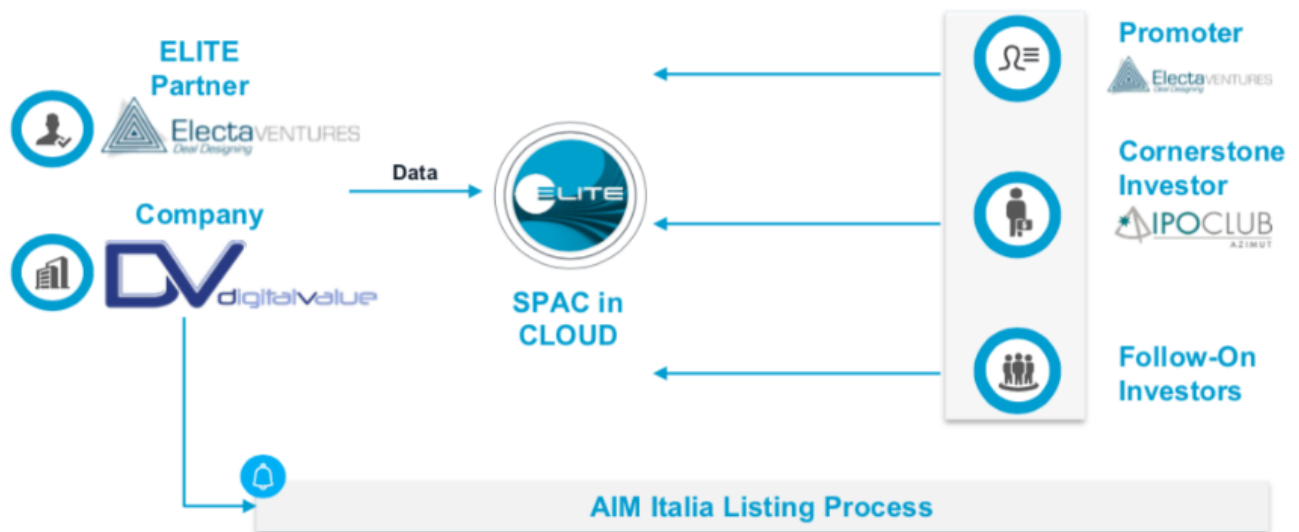 ELITE
Partner
ElectaVENTURES
Deal Designing
Company
DV
digitalvalue
Data
ELITE
SPAC in
CLOUD
Promoter
ElectaVENTURES
Deal Designing
Cornerstone
Investor
IPOCLUB
AZIMUT
Follow-On
Investors
AIM Italia Listing Process